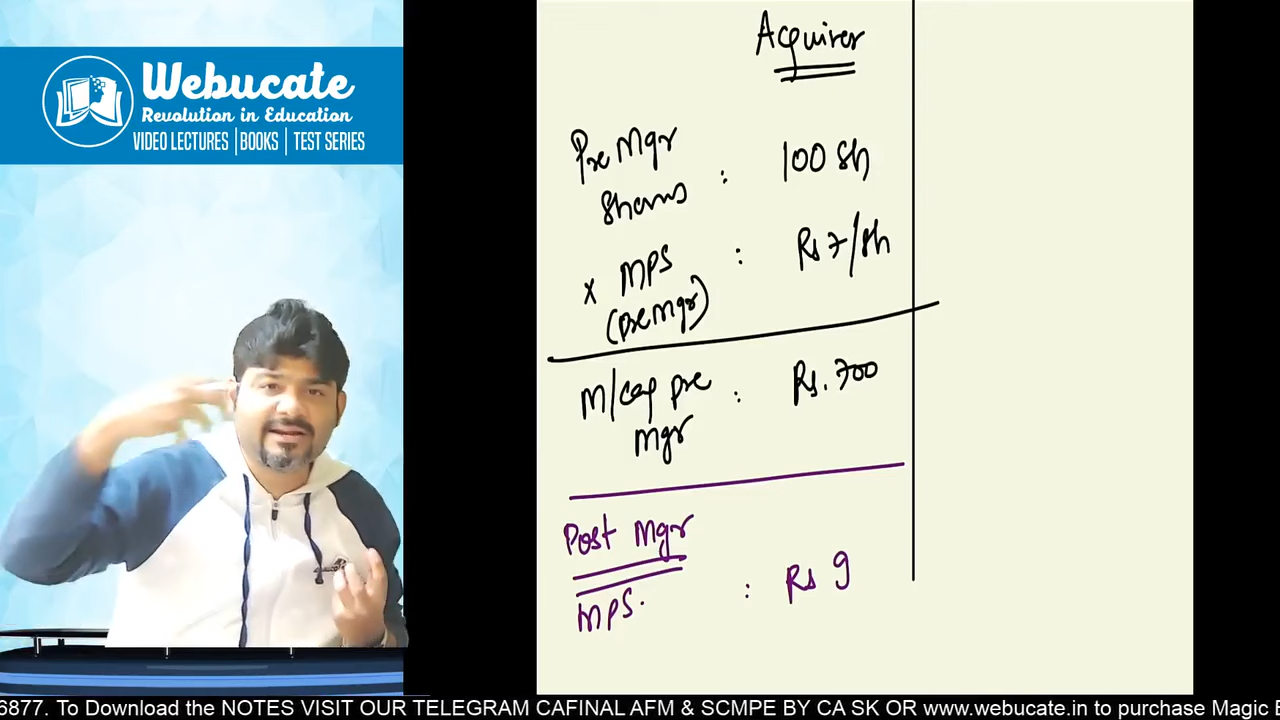 Webucate
Revolution in Education
VIDEO LECTURES | BOOKS | TEST SERIES
Acquirer
Pre Mgr
Shares : 100 Sh
x MPS : Rs 7/Sh
(pre Mgr)
M/cap pre : Rs. 700
Mgr
Post Mgr
MPS. : Rs 9
6877. To Download the NOTES VISIT OUR TELEGRAM CAFINAL AFM & SCMPE BY CA SK OR www.webucate.in to purchase Magic